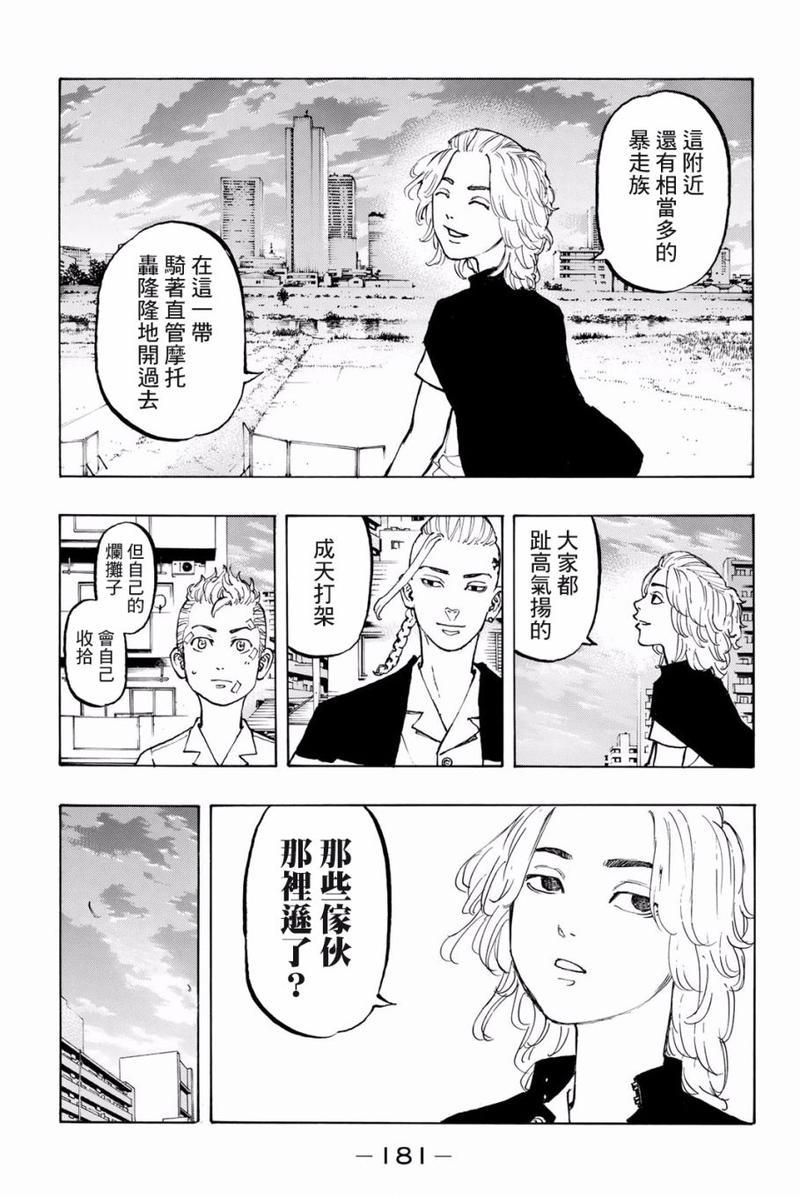 這附近
還有相當多的
暴走族
在這一帶
騎著直管摩托
轟隆隆地開過去
大家都
趾高氣揚的
成天打架
但自己的
爛攤子
會自己
收拾
那些傢伙
那裡遜了？
—181—